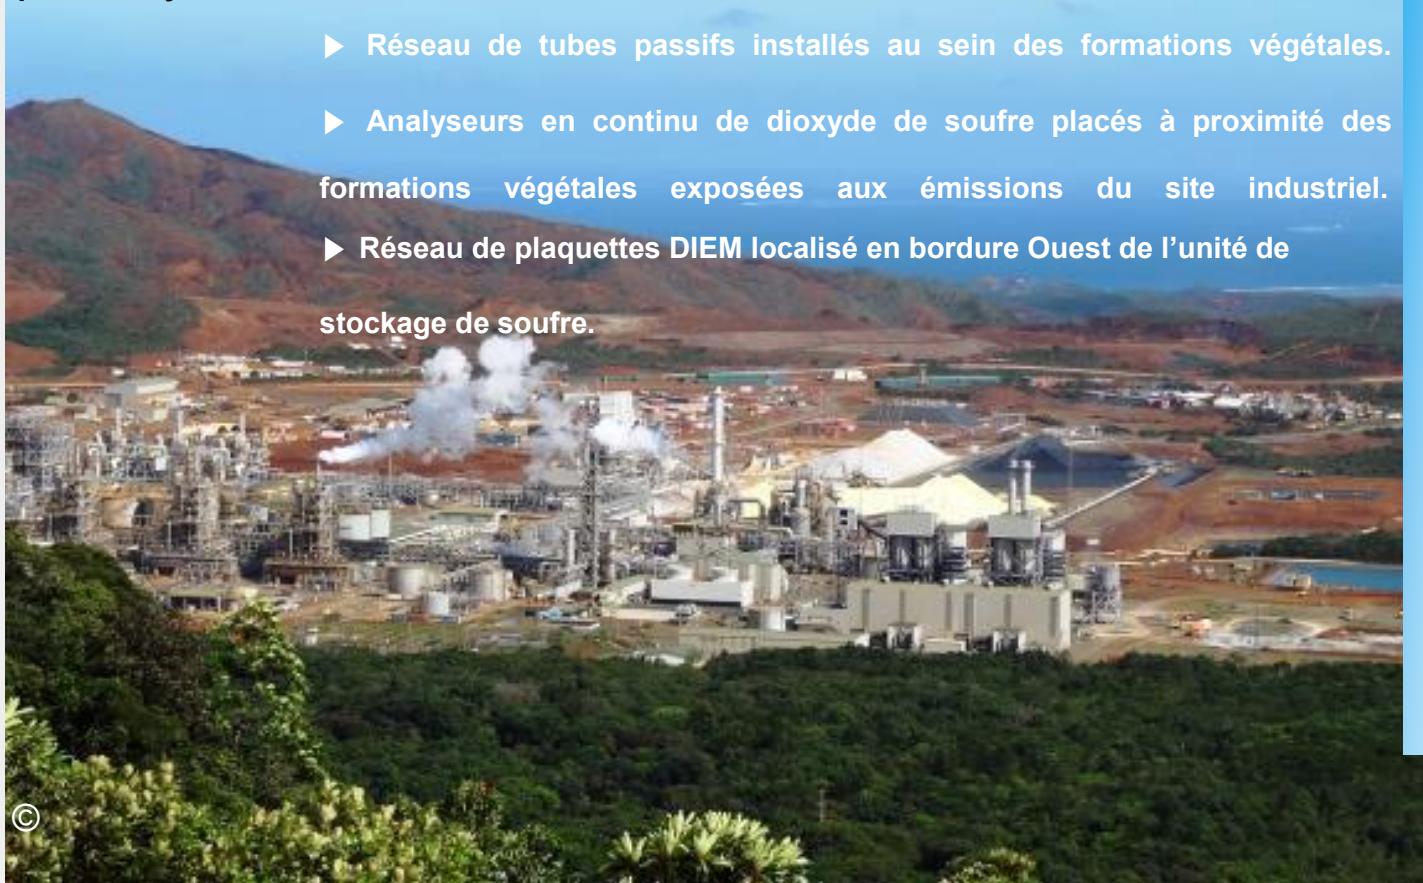 ▶ Réseau de tubes passifs installés au sein des formations végétales.
▶ Analyseurs en continu de dioxyde de soufre placés à proximité des
formations végétales exposées aux émissions du site industriel.
▶ Réseau de plaquettes DIEM localisé en bordure Ouest de l’unité de
stockage de soufre.
©